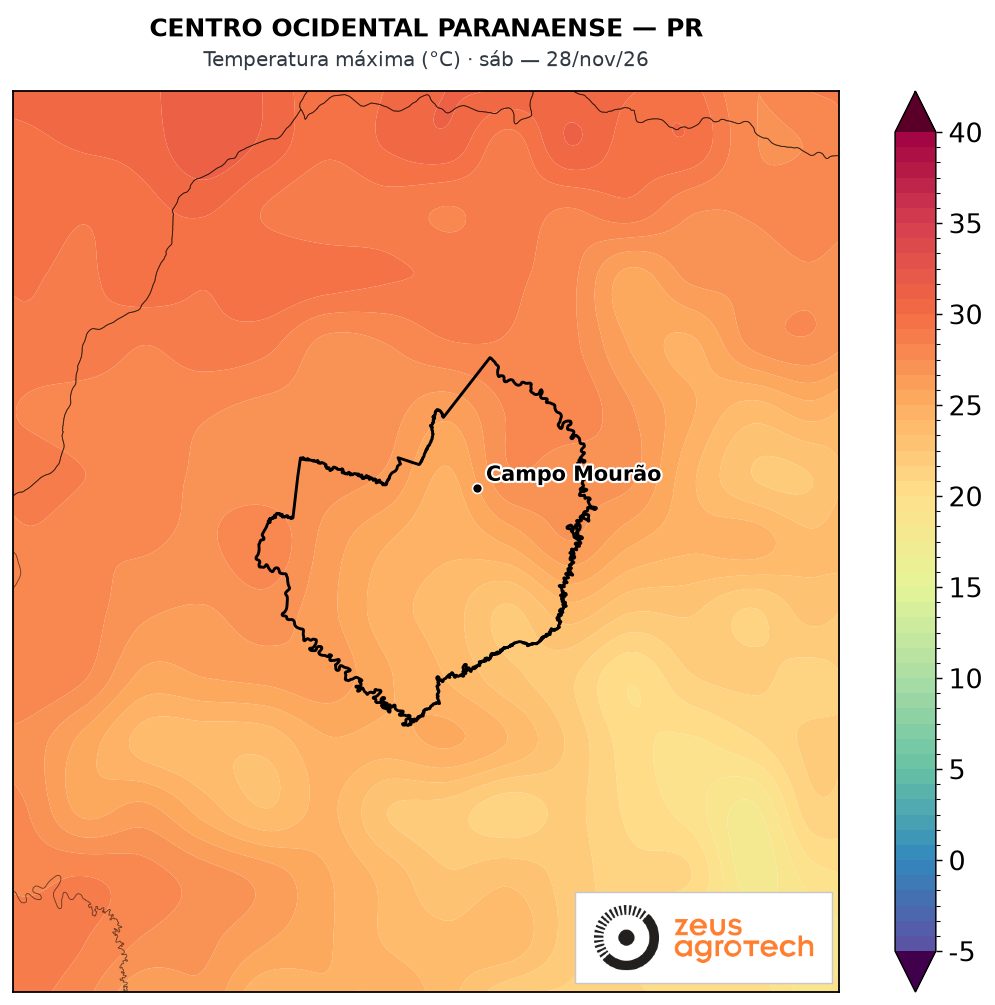 CENTRO OCIDENTAL PARANAENSE — PR
Temperatura máxima (°C) · sáb — 28/nov/26
40
35
30
25
20
15
10
5
0
-5
Campo Mourão
zeus
agrotech